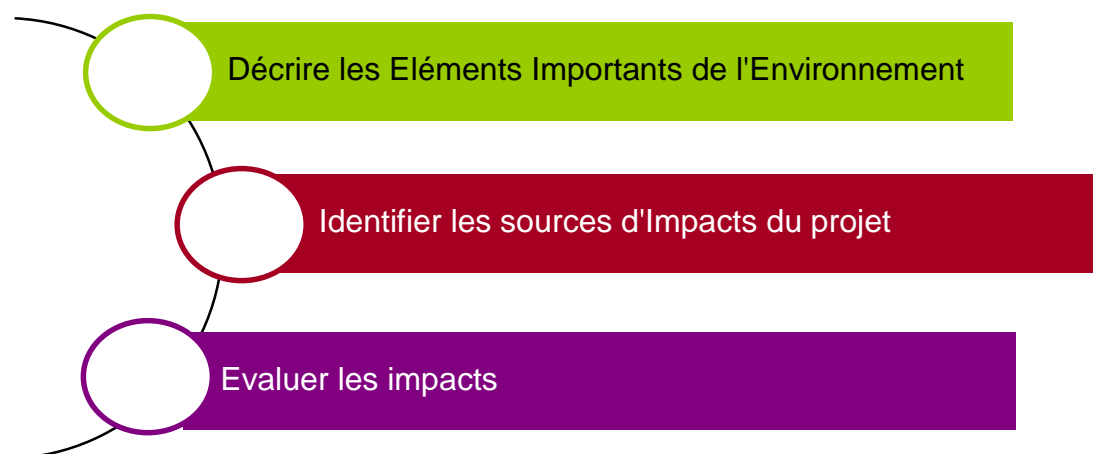 Décrire les Eléments Importants de l'Environnement
Identifier les sources d'Impacts du projet
Evaluer les impacts